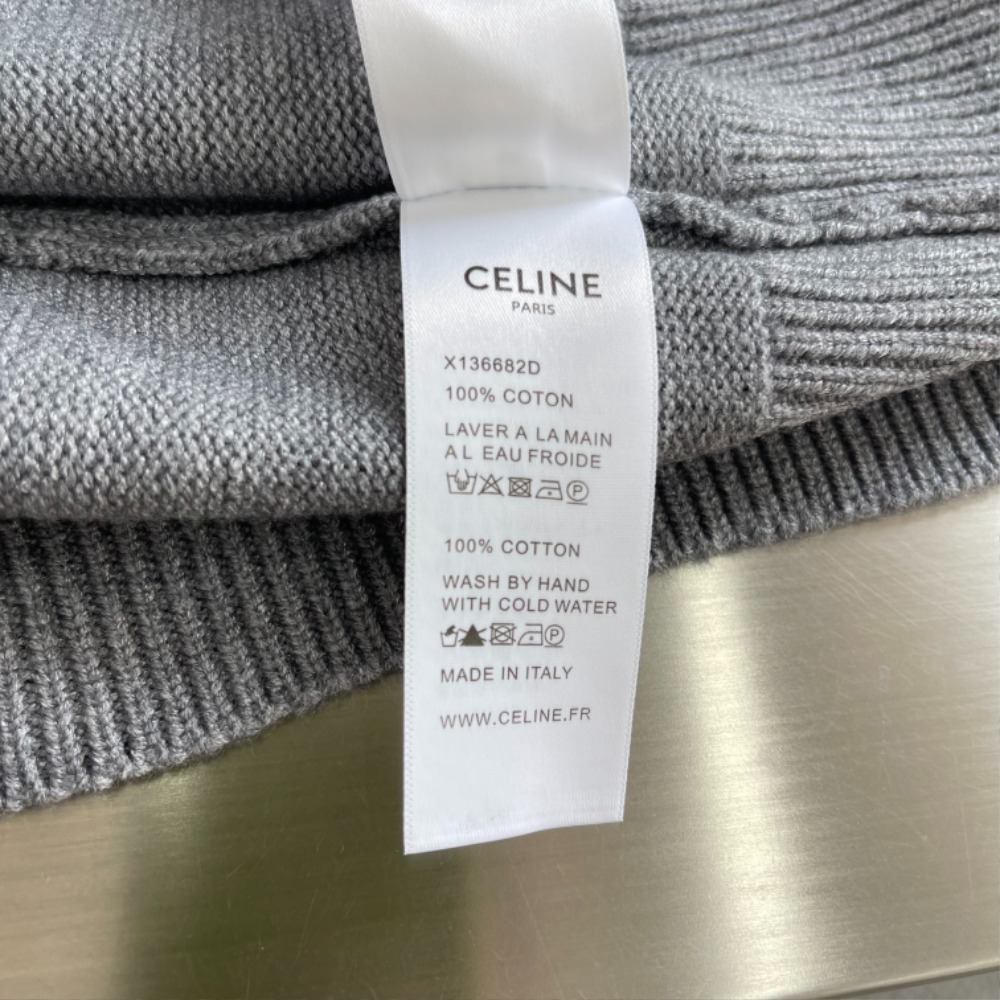 CELINE
PARIS
X136682D
100% COTON
LAVER A LA MAIN
A L EAU FROIDE
P
100% COTTON
WASH BY HAND
WITH COLD WATER
P
MADE IN ITALY
WWW.CELINE.FR